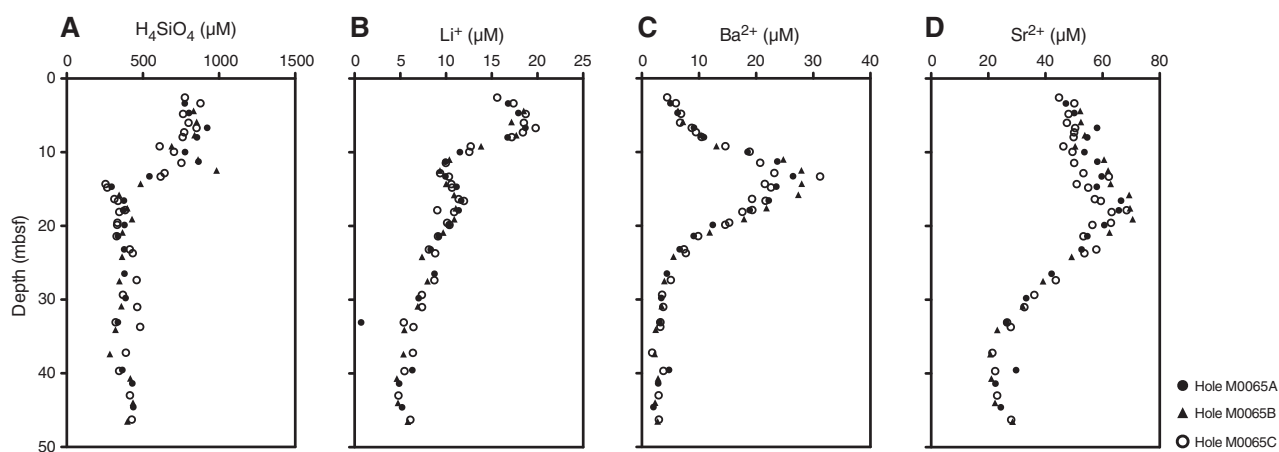 A
H₄SiO₄ (µM)
0 500 1000 1500
B
Li⁺ (µM)
0 5 10 15 20 25
C
Ba²⁺ (µM)
0 10 20 30 40
D
Sr²⁺ (µM)
0 20 40 60 80
Depth (mbsf)
0
10
20
30
40
50
Hole M0065A
Hole M0065B
Hole M0065C